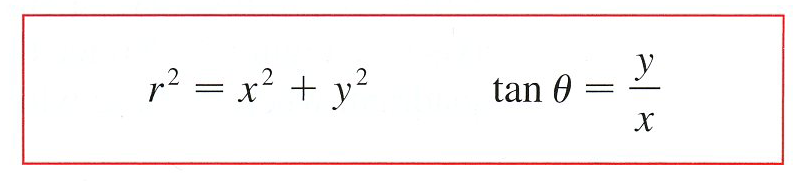 r² = x² + y² tan θ = y/x